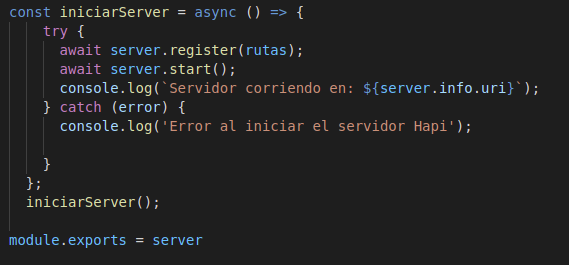 const iniciarServer = async () => {
try {
await server.register(rutas);
await server.start();
console.log(`Servidor corriendo en: ${server.info.uri}`);
} catch (error) {
console.log('Error al iniciar el servidor Hapi');
}
};
iniciarServer();
module.exports = server